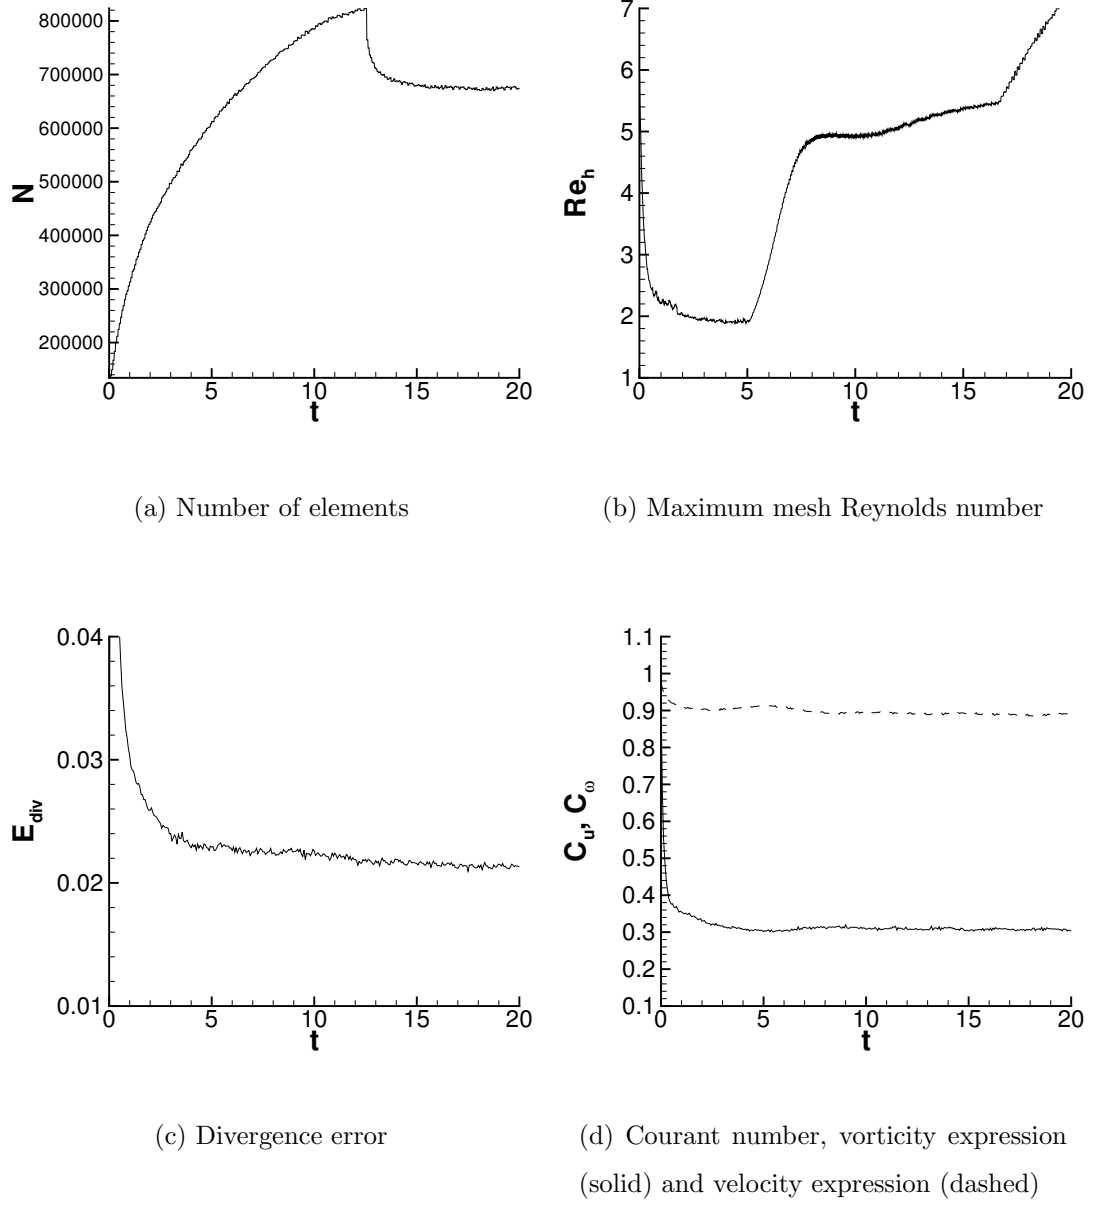 800000
700000
600000
500000
400000
300000
200000
N
0 5 10 15 20
t
(a) Number of elements
7
6
5
4
3
2
1
Re_h
0 5 10 15 20
t
(b) Maximum mesh Reynolds number
0.04
0.03
0.02
0.01
E_div
0 5 10 15 20
t
(c) Divergence error
1.1
1
0.9
0.8
0.7
0.6
0.5
0.4
0.3
0.2
0.1
C_u, C_ω
0 5 10 15 20
t
(d) Courant number, vorticity expression
(solid) and velocity expression (dashed)